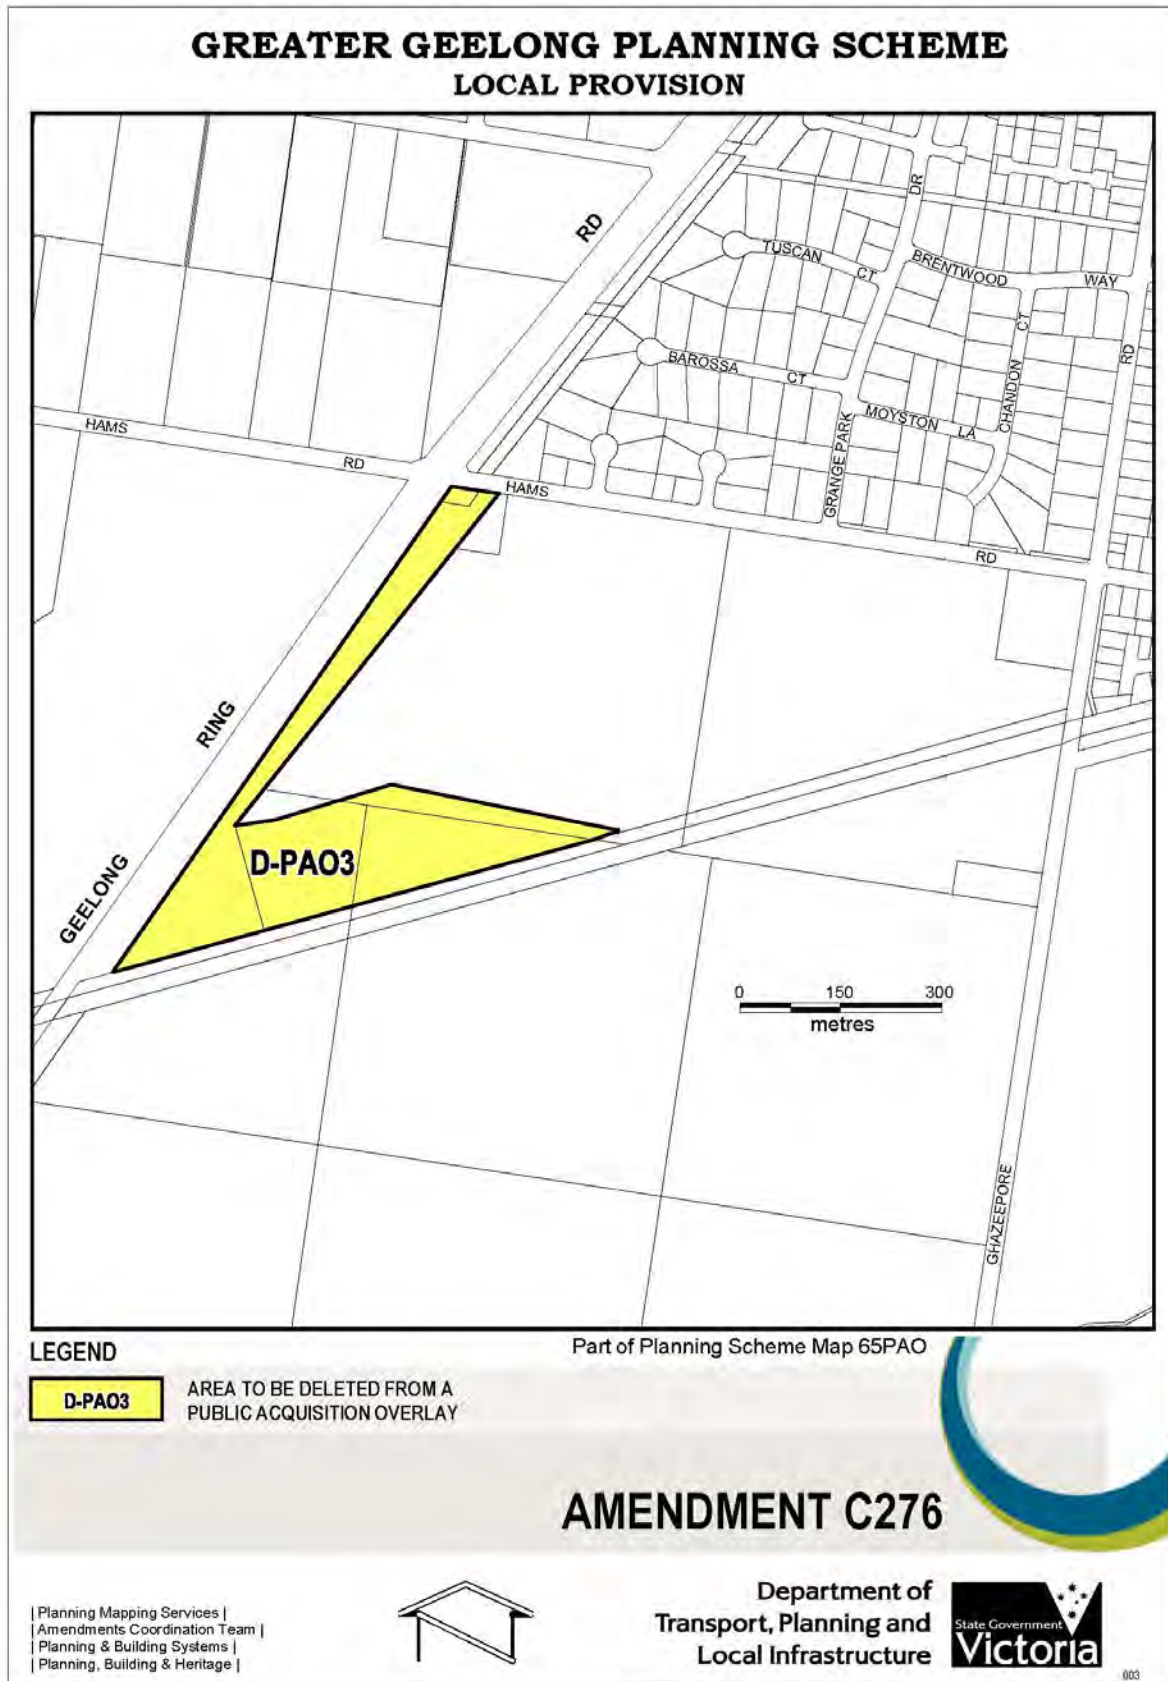 GREATER GEELONG PLANNING SCHEME
LOCAL PROVISION
RD
DR
TUSCAN CT
BRENTWOOD WAY
BAROSSA CT
CHANDON CT
RD
MOYSTON LA
GRANGE PARK
HAMS RD
HAMS
RD
RING
GEELONG
D-PAO3
0 150 300
metres
GHAZEEPORE
LEGEND
Part of Planning Scheme Map 65PAO
D-PAO3
AREA TO BE DELETED FROM A
PUBLIC ACQUISITION OVERLAY
AMENDMENT C276
| Planning Mapping Services |
| Amendments Coordination Team |
| Planning & Building Systems |
| Planning, Building & Heritage |
Department of
Transport, Planning and
Local Infrastructure
State Government
Victoria
003